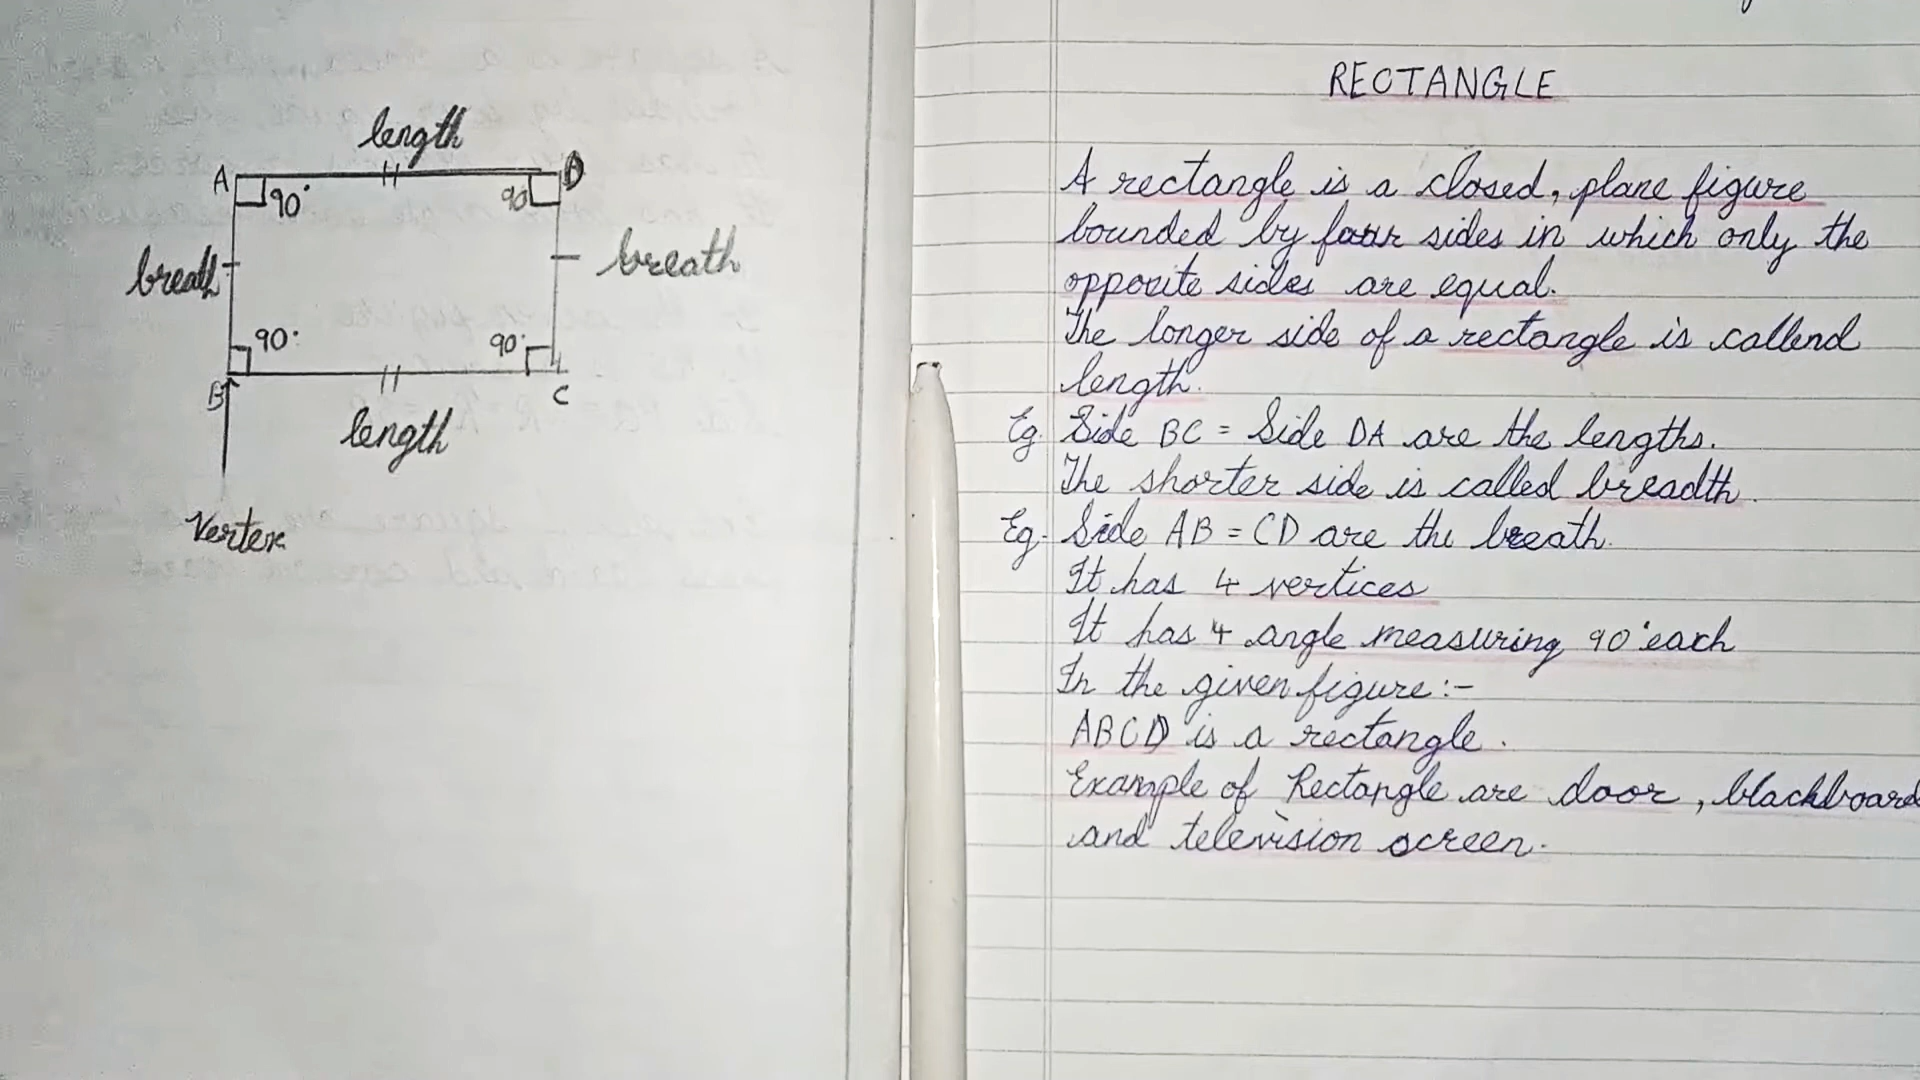 length
A 90° 90 D
breath breath
90° 90°
B C
length
Vertex
RECTANGLE
A rectangle is a closed, plane figure
bounded by four sides in which only the
opposite sides are equal.
The longer side of a rectangle is callend
length.
Eg. Side BC = Side DA are the lengths.
The shorter side is called breadth.
Eg. Side AB = CD are the breath.
It has 4 vertices
It has 4 angle measuring 90° each
In the given figure :-
ABCD is a rectangle.
Example of Rectangle are door, blackboard
and television screen.